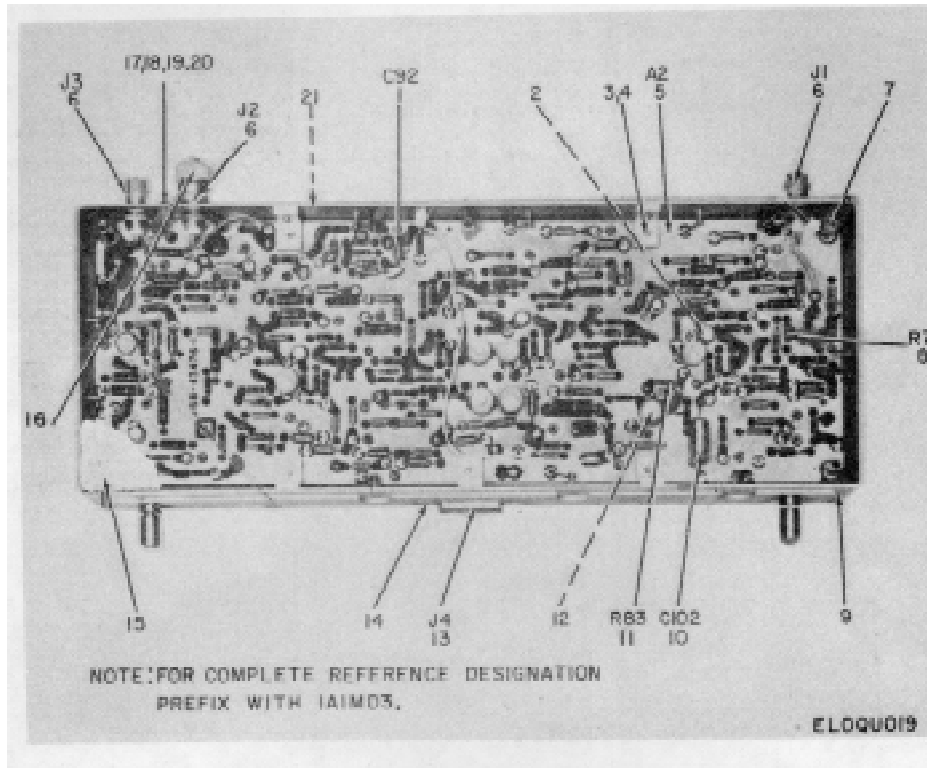 17,18,19,20
C92
A2
J1
J3
J2
21
2
3,4
5
6
7
6
16
15
14
J4
12
R83
C102
9
13
11
10
NOTE: FOR COMPLETE REFERENCE DESIGNATION
PREFIX WITH 1A1MD3.
ELOQU019